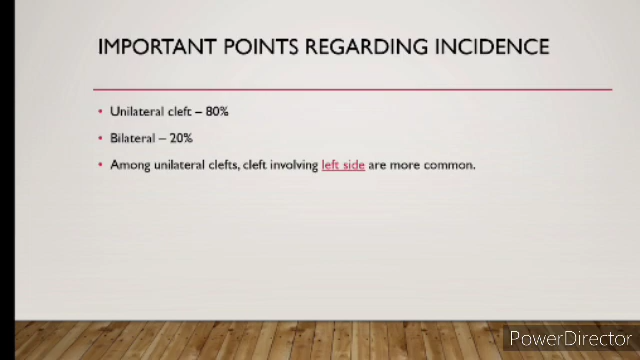 IMPORTANT POINTS REGARDING INCIDENCE
• Unilateral cleft – 80%
• Bilateral – 20%
• Among unilateral clefts, cleft involving left side are more common.
PowerDirector